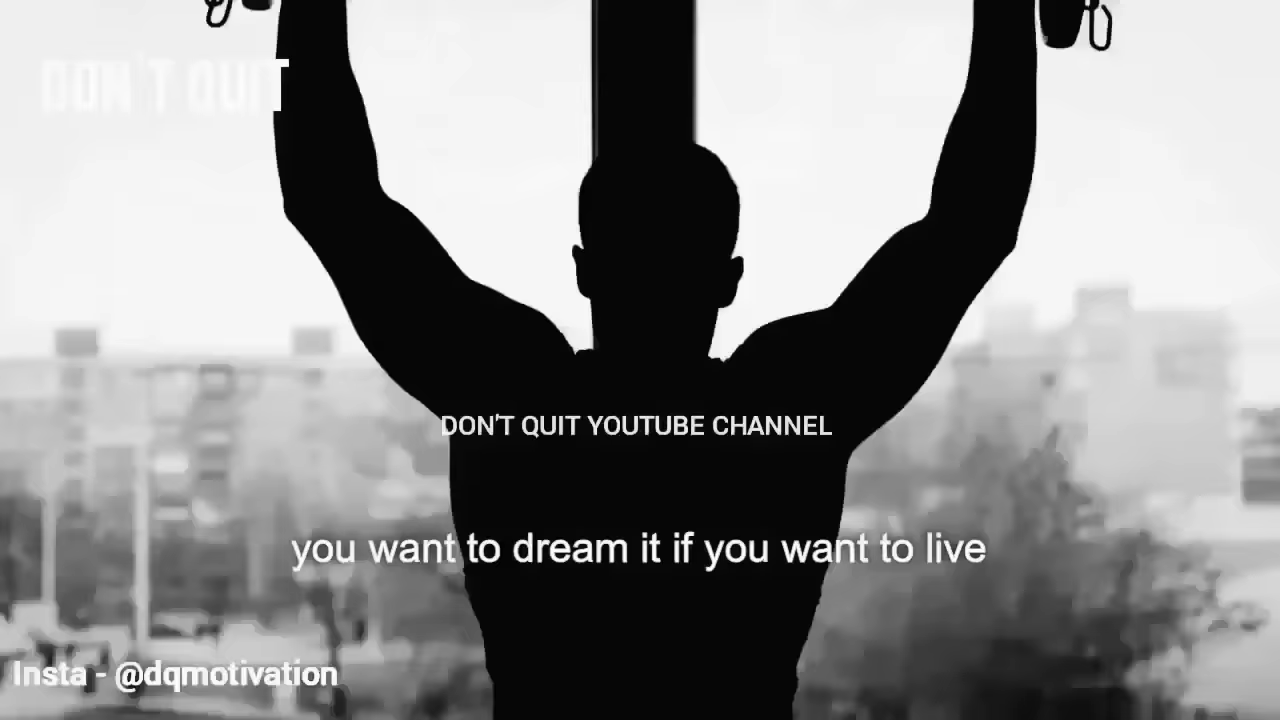 DON'T QUIT
DON'T QUIT YOUTUBE CHANNEL
you want to dream it if you want to live
Insta - @dqmotivation